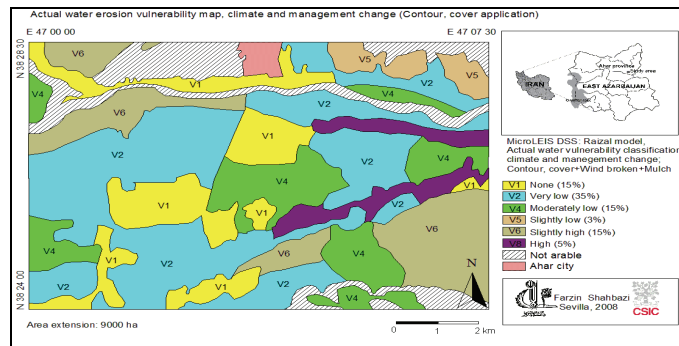 Actual water erosion vulnerability map, climate and management change (Contour, cover application)
E 47 00 00
E 47 07 30
N 38 28 30
N 38 24 00
V6
V1
V5
V2
V5
V4
V4
V6
V2
V1
V2
V2
V4
V4
V1
V1
V1
V2
V6
V4
V1
V2
V6
V4
V2
V1
V2
V4
N
Area extension: 9000 ha
0 1 2 km
IRAN
Ahar province
EAST AZARBAIJAN
MicroLEIS DSS: Raizal model,
Actual water vulnerability classification
climate and management change;
Contour, cover+Wind broken+Mulch
V1 None (15%)
V2 Very low (35%)
V4 Moderately low (15%)
V5 Slightly low (3%)
V6 Slightly high (15%)
V8 High (5%)
Not arable
Ahar city
Farzin Shahbazi
Sevilla, 2008
CSIC